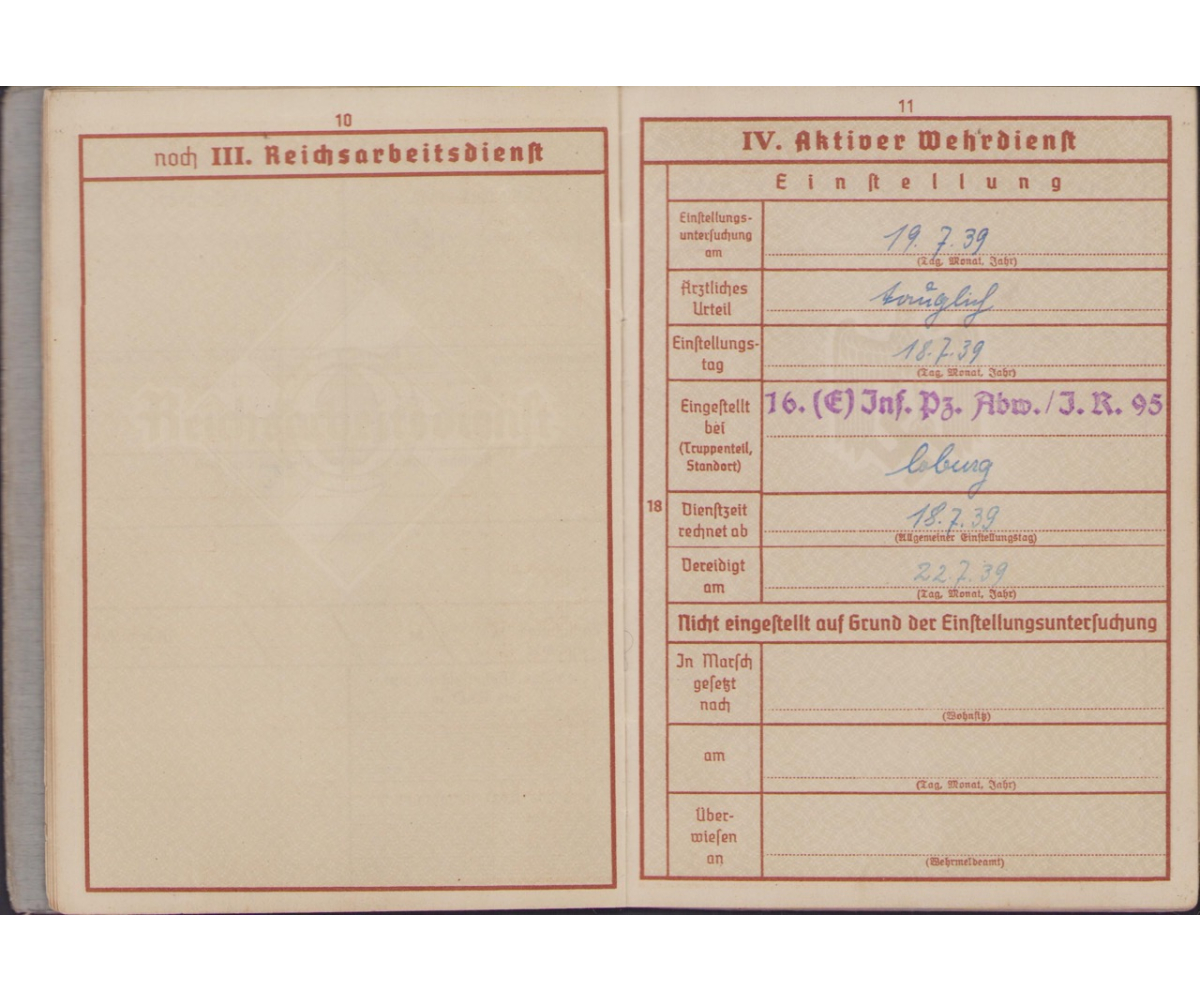 10
noch III. Reichsarbeitsdienst
11
IV. Aktiver Wehrdienst
Einstellung
Einstellungs-
untersuchung
am
19. 7. 39
(Tag, Monat, Jahr)
Ärztliches
Urteil
tauglich
Einstellungs-
tag
18.7.39
(Tag, Monat, Jahr)
Eingestellt
bei
(Truppenteil,
Standort)
16. (E) Inf. Pz. Abw. / J. R. 95
Coburg
18
Dienstzeit
rechnet ab
18.7.39
(Allgemeiner Einstellungstag)
Vereidigt
am
22.7.39
(Tag, Monat, Jahr)
Nicht eingestellt auf Grund der Einstellungsuntersuchung
In Marsch
gesetzt
nach
(Wohnsitz)
am
(Tag, Monat, Jahr)
Über-
wiesen
an
(Wehrmeldeamt)